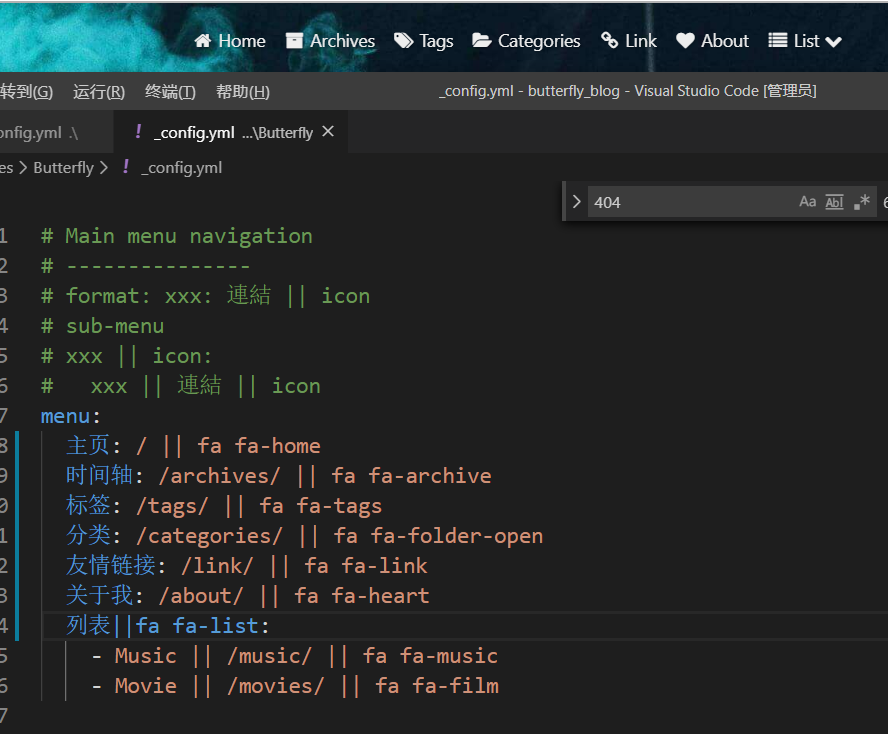 Home Archives Tags Categories Link About List
转到(G) 运行(R) 终端(T) 帮助(H) _config.yml - butterfly_blog - Visual Studio Code [管理员]
onfig.yml .\ ! _config.yml ...\Butterfly ×
es > Butterfly > ! _config.yml
> 404 Aa Abl .* 6
1 # Main menu navigation
2 # ---------------
3 # format: xxx: 連結 || icon
4 # sub-menu
5 # xxx || icon:
6 #   xxx || 連結 || icon
7 menu:
8   主页: / || fa fa-home
9   时间轴: /archives/ || fa fa-archive
0   标签: /tags/ || fa fa-tags
1   分类: /categories/ || fa fa-folder-open
2   友情链接: /link/ || fa fa-link
3   关于我: /about/ || fa fa-heart
4   列表||fa fa-list:
5     - Music || /music/ || fa fa-music
6     - Movie || /movies/ || fa fa-film
7